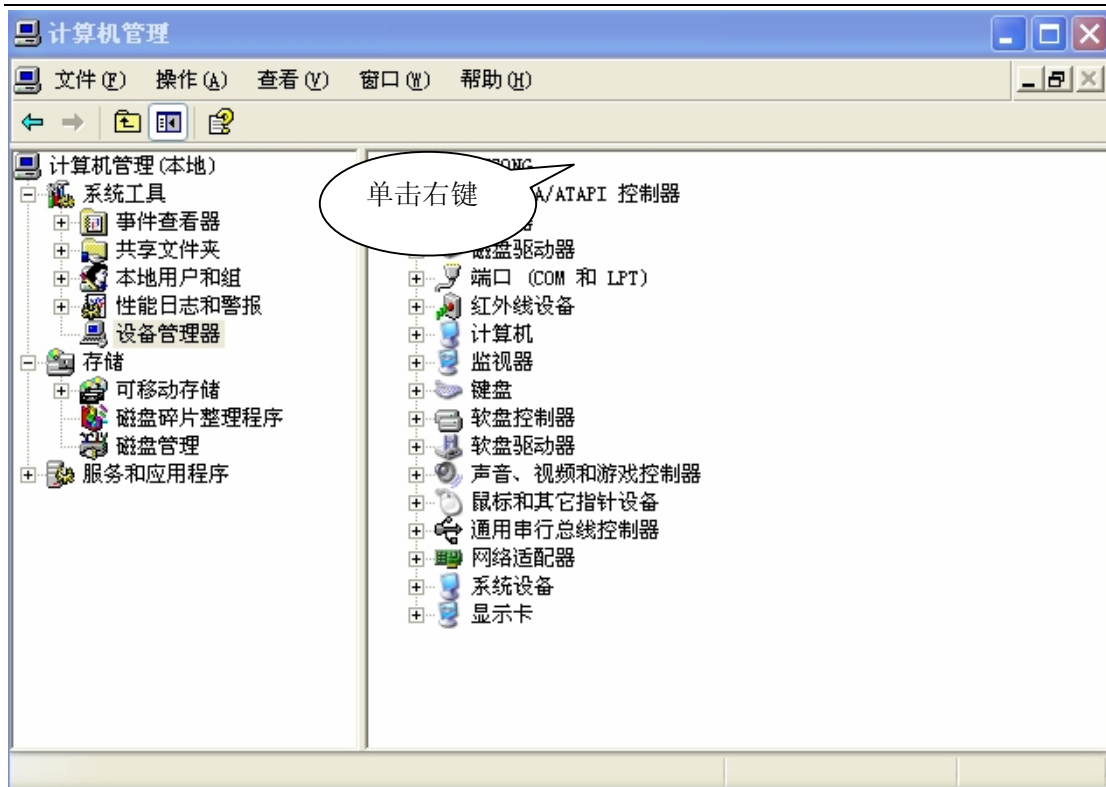 计算机管理
文件(F) 操作(A) 查看(V) 窗口(W) 帮助(H)
计算机管理(本地)
系统工具
事件查看器
共享文件夹
本地用户和组
性能日志和警报
设备管理器
存储
可移动存储
磁盘碎片整理程序
磁盘管理
服务和应用程序
单击右键
A/ATAPI 控制器
磁盘驱动器
端口 (COM 和 LPT)
红外线设备
计算机
监视器
键盘
软盘控制器
软盘驱动器
声音、视频和游戏控制器
鼠标和其它指针设备
通用串行总线控制器
网络适配器
系统设备
显示卡